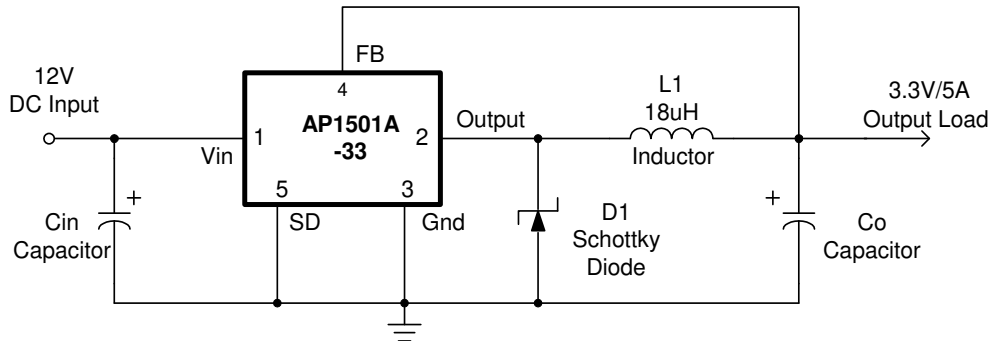 FB
12V
DC Input
4
AP1501A
-33
1
2
Vin
Output
L1
18uH
Inductor
3.3V/5A
Output Load
5
3
SD
Gnd
+
Cin
Capacitor
D1
Schottky
Diode
+
Co
Capacitor